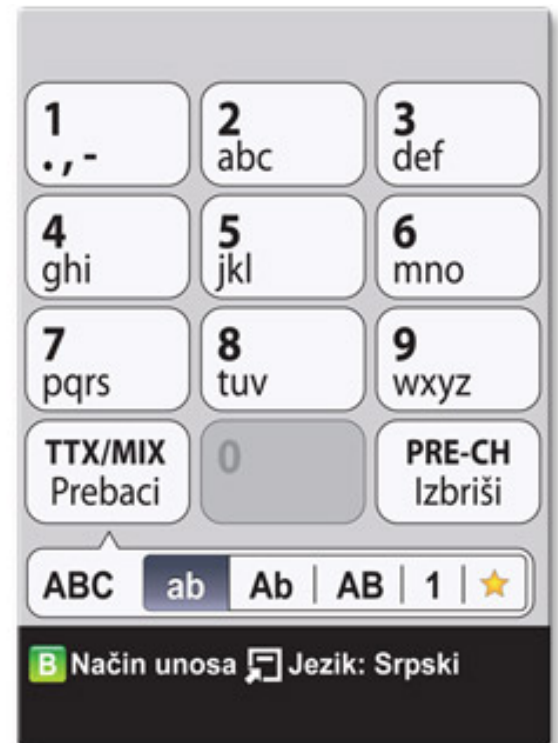 1 2 3
.,- abc def
4 5 6
ghi jkl mno
7 8 9
pqrs tuv wxyz
TTX/MIX 0 PRE-CH
Prebaci Izbriši
ABC ab Ab AB 1
B Način unosa Jezik: Srpski